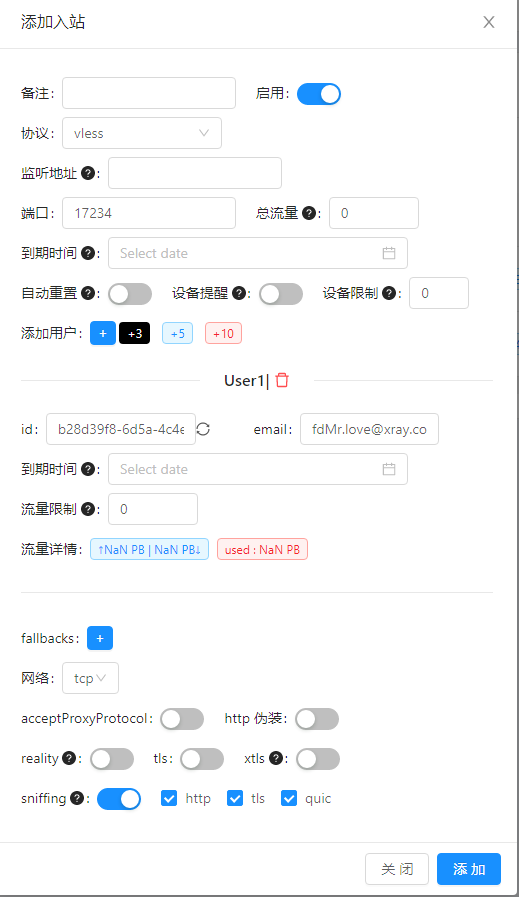 添加入站
备注:
启用:
协议: vless
监听地址 ?:
端口: 17234 总流量 ?: 0
到期时间 ?: Select date
自动重置 ?: 设备提醒 ?: 设备限制 ?: 0
添加用户: + +3 +5 +10
User1|
id: b28d39f8-6d5a-4c4e email: fdMr.love@xray.co
到期时间 ?: Select date
流量限制 ?: 0
流量详情: ↑NaN PB | NaN PB↓ used : NaN PB
fallbacks: +
网络: tcp
acceptProxyProtocol: http 伪装:
reality ?: tls: xtls ?:
sniffing ?: http tls quic
关 闭 添 加